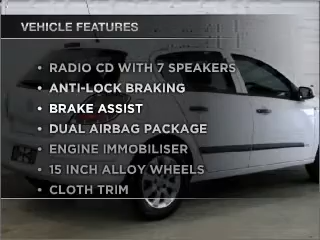 VEHICLE FEATURES
• RADIO CD WITH 7 SPEAKERS
• ANTI-LOCK BRAKING
• BRAKE ASSIST
• DUAL AIRBAG PACKAGE
• ENGINE IMMOBILISER
• 15 INCH ALLOY WHEELS
• CLOTH TRIM